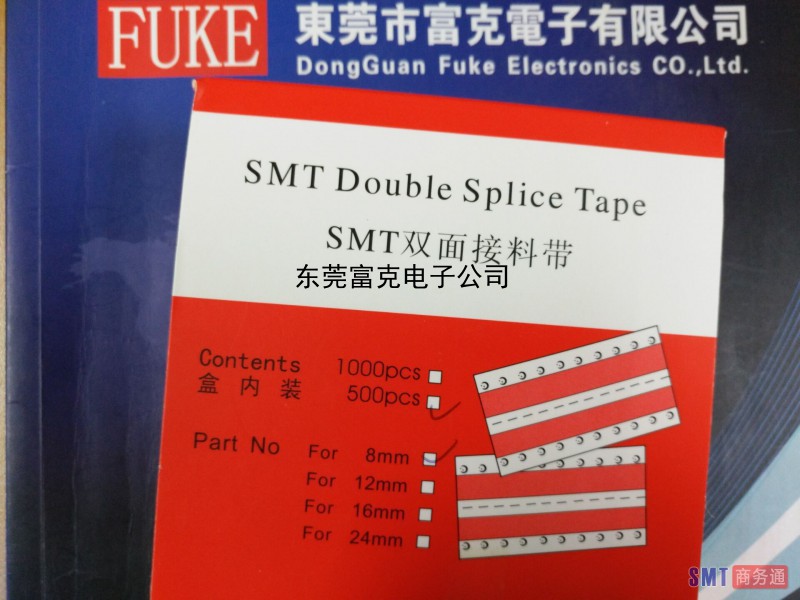 FUKE
東莞市富克電子有限公司
DongGuan Fuke Electronics CO.,Ltd.
SMT Double Splice Tape
SMT双面接料带
东莞富克电子公司
Contents 1000pcs
盒内装 500pcs
Part No For 8mm
For 12mm
For 16mm
For 24mm
SMT商务通